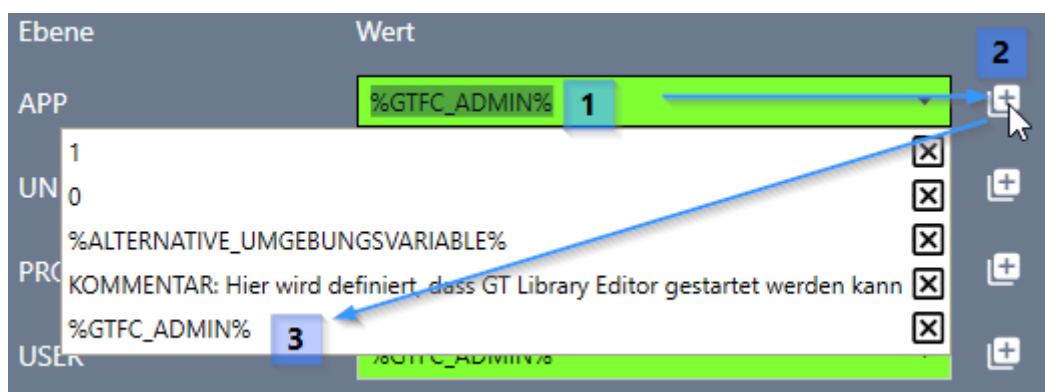 Ebene Wert
2
APP %GTFC_ADMIN% 1
1
UN
0
%ALTERNATIVE_UMGEBUNGSVARIABLE%
PRO
KOMMENTAR: Hier wird definiert, dass GT Library Editor gestartet werden kann
%GTFC_ADMIN% 3
USER %GTFC_ADMIN%